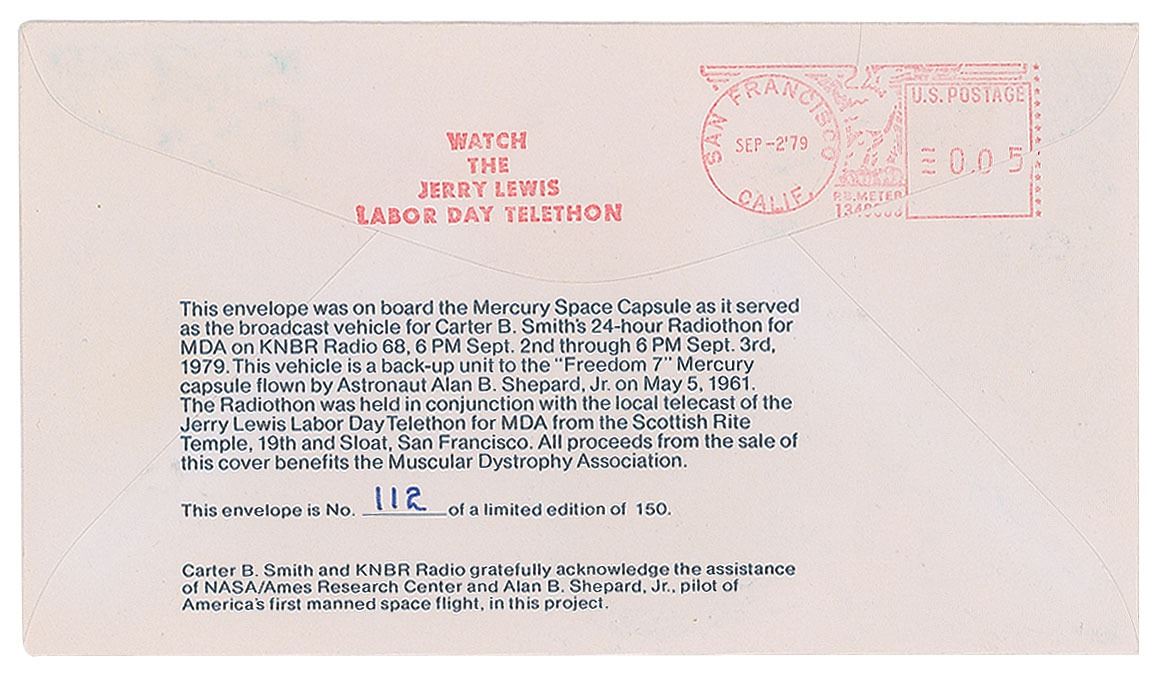 WATCH
THE
JERRY LEWIS
LABOR DAY TELETHON
SAN FRANCISCO
SEP -2'79
CALIF.
P.B. METER
U.S. POSTAGE
0.0 5
This envelope was on board the Mercury Space Capsule as it served
as the broadcast vehicle for Carter B. Smith's 24-hour Radiothon for
MDA on KNBR Radio 68, 6 PM Sept. 2nd through 6 PM Sept. 3rd,
1979. This vehicle is a back-up unit to the "Freedom 7" Mercury
capsule flown by Astronaut Alan B. Shepard, Jr. on May 5, 1961.
The Radiothon was held in conjunction with the local telecast of the
Jerry Lewis Labor Day Telethon for MDA from the Scottish Rite
Temple, 19th and Sloat, San Francisco. All proceeds from the sale of
this cover benefits the Muscular Dystrophy Association.
This envelope is No. 112 of a limited edition of 150.
Carter B. Smith and KNBR Radio gratefully acknowledge the assistance
of NASA/Ames Research Center and Alan B. Shepard, Jr., pilot of
America's first manned space flight, in this project.